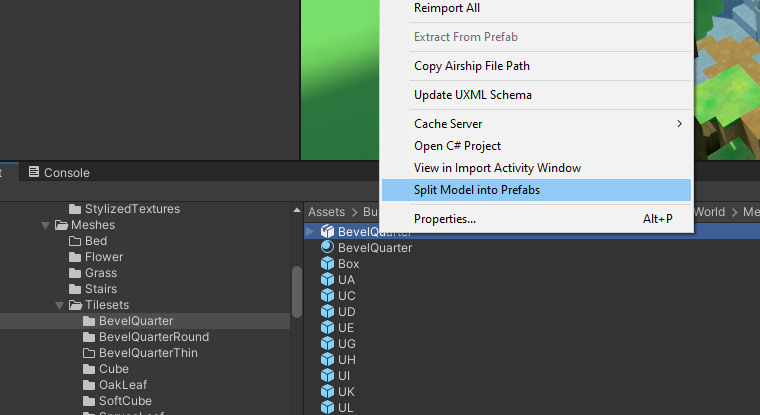 Reimport All
Extract From Prefab
Copy Airship File Path
Update UXML Schema
Cache Server
Open C# Project
View in Import Activity Window
Split Model into Prefabs
Properties... Alt+P
Console
StylizedTextures
Meshes
Bed
Flower
Grass
Stairs
Tilesets
BevelQuarter
BevelQuarterRound
BevelQuarterThin
Cube
OakLeaf
SoftCube
Assets > Bu
World > Me
BevelQuarter
BevelQuarter
Box
UA
UC
UD
UE
UG
UH
UI
UK
UL